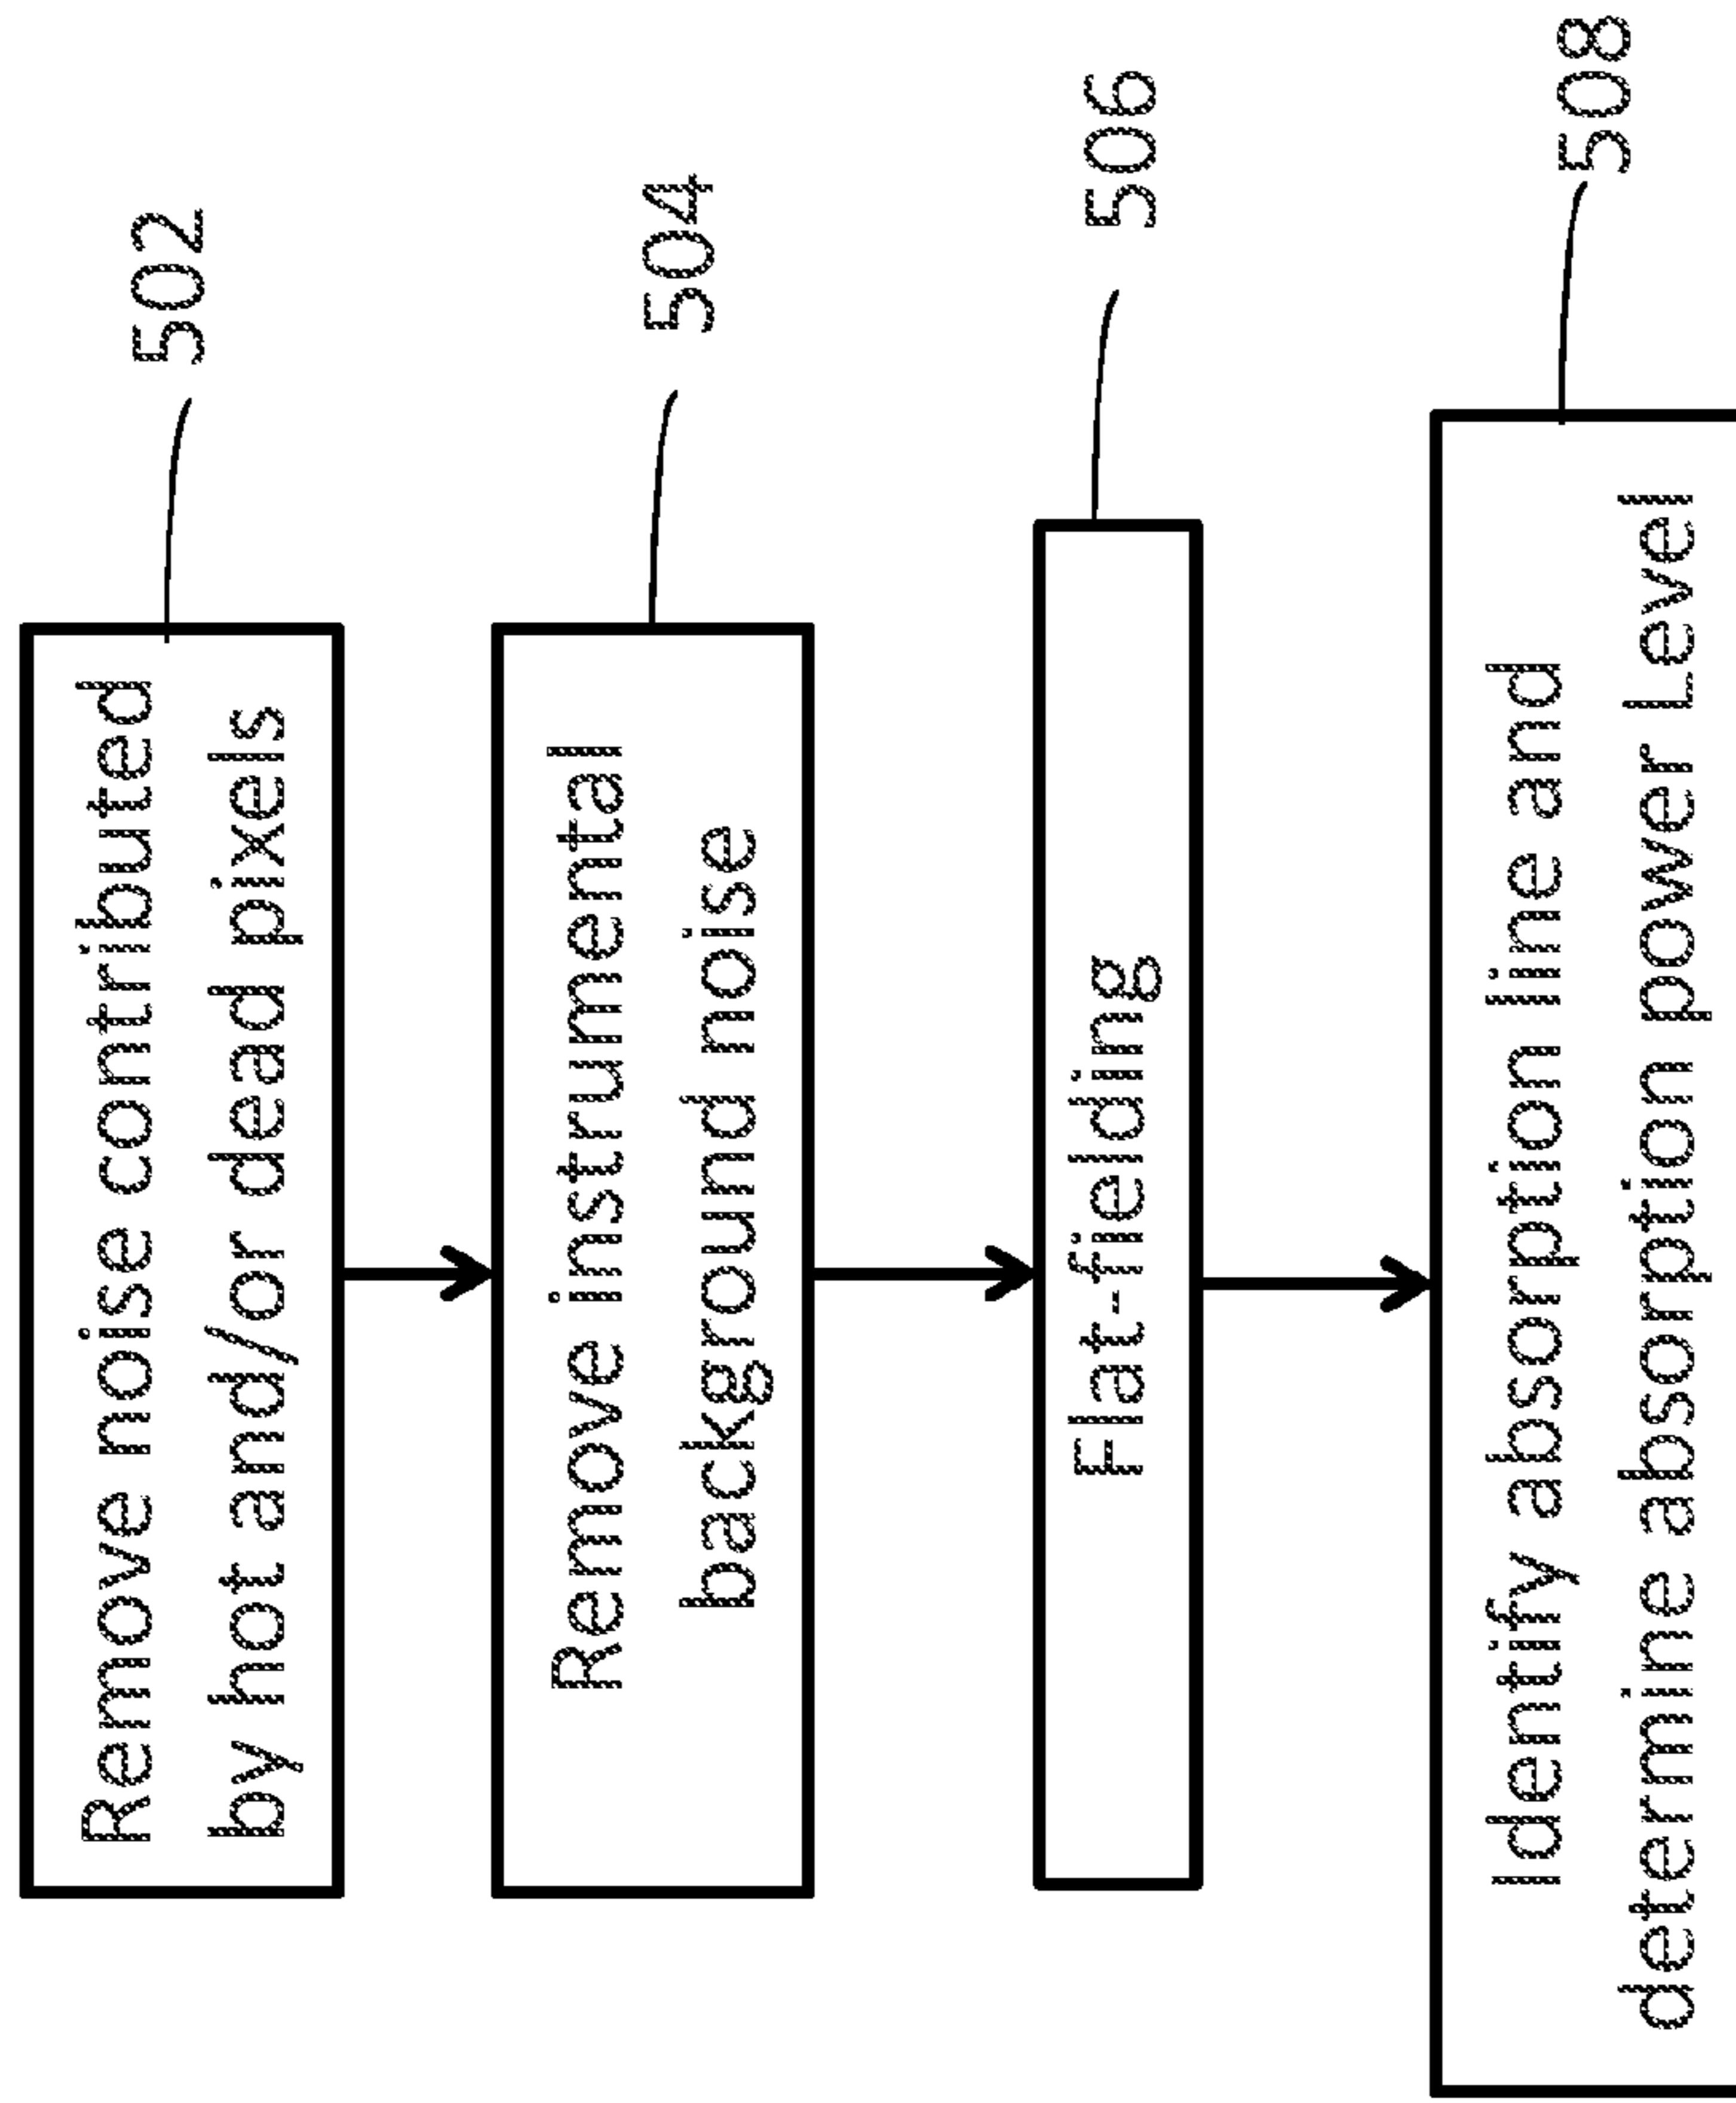 Remove noise contributed
by hot and/or dead pixels
502
Remove instrumental
background noise
504
Flat-fielding
506
Identify absorption line and
determine absorption power Level
508